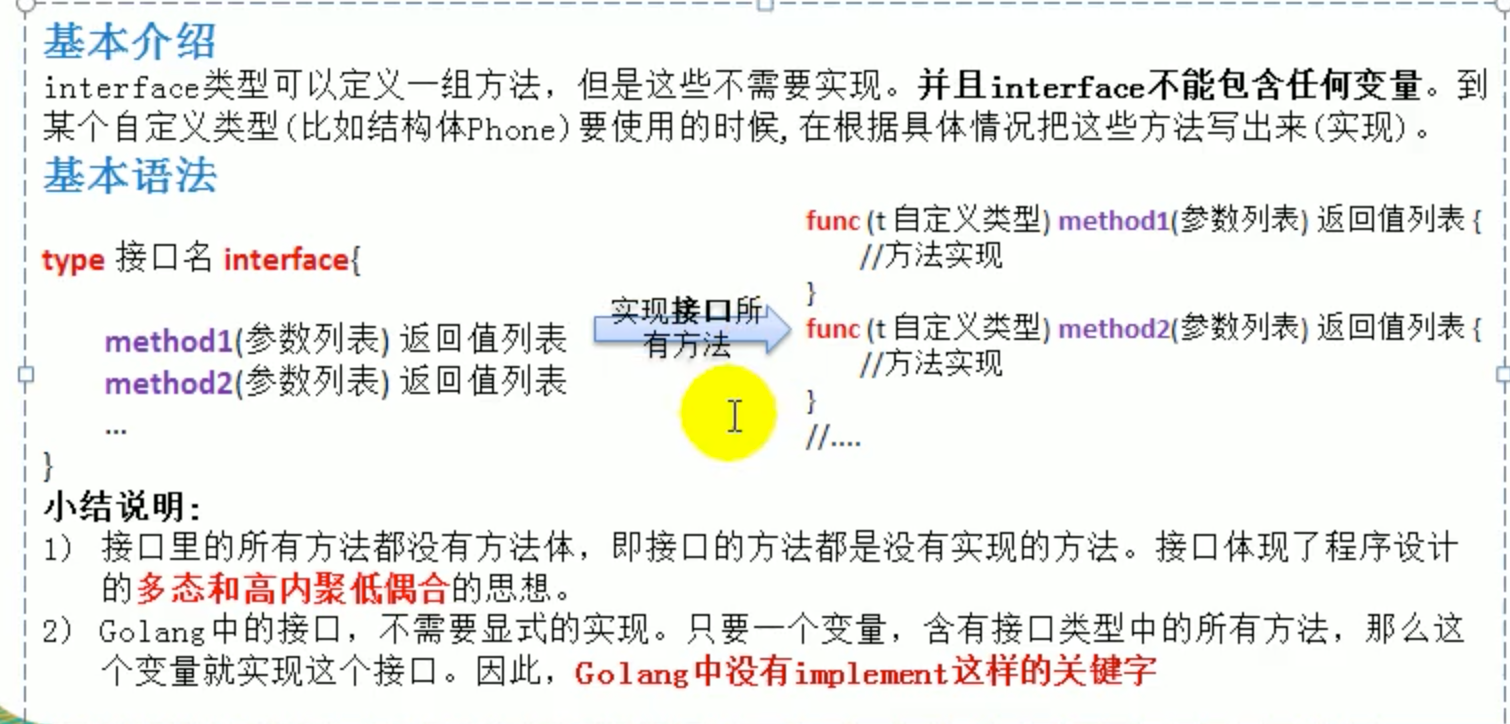 基本介绍
interface类型可以定义一组方法，但是这些不需要实现。并且interface不能包含任何变量。到
某个自定义类型(比如结构体Phone)要使用的时候,在根据具体情况把这些方法写出来(实现)。
基本语法
type 接口名 interface{
method1(参数列表) 返回值列表
method2(参数列表) 返回值列表
...
}
实现接口所
有方法
func (t 自定义类型) method1(参数列表) 返回值列表 {
//方法实现
}
func (t 自定义类型) method2(参数列表) 返回值列表 {
//方法实现
}
//....
小结说明:
1) 接口里的所有方法都没有方法体，即接口的方法都是没有实现的方法。接口体现了程序设计
的多态和高内聚低偶合的思想。
2) Golang中的接口，不需要显式的实现。只要一个变量，含有接口类型中的所有方法，那么这
个变量就实现这个接口。因此，Golang中没有implement这样的关键字